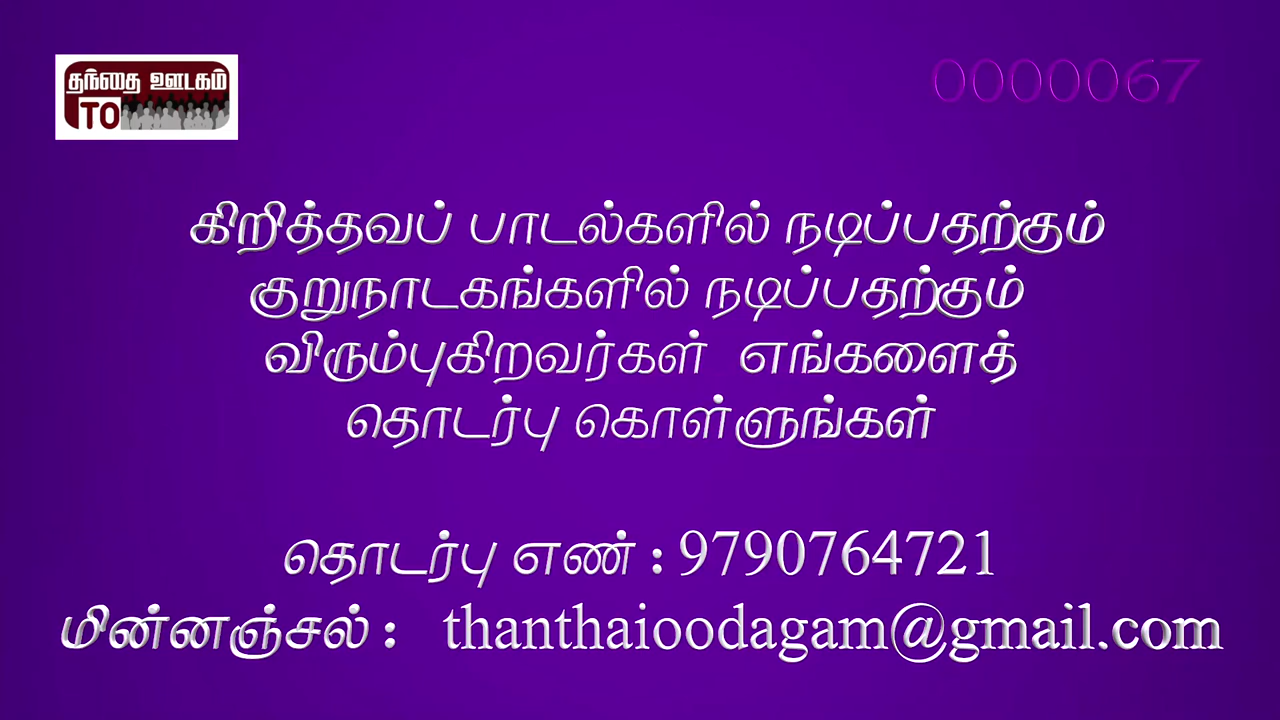 தந்தை ஊடகம்
TO
0000067
கிறித்தவப் பாடல்களில் நடிப்பதற்கும்
குறுநாடகங்களில் நடிப்பதற்கும்
விரும்புகிறவர்கள் எங்களைத்
தொடர்பு கொள்ளுங்கள்
தொடர்பு எண் : 9790764721
மின்னஞ்சல் : thanthaioodagam@gmail.com